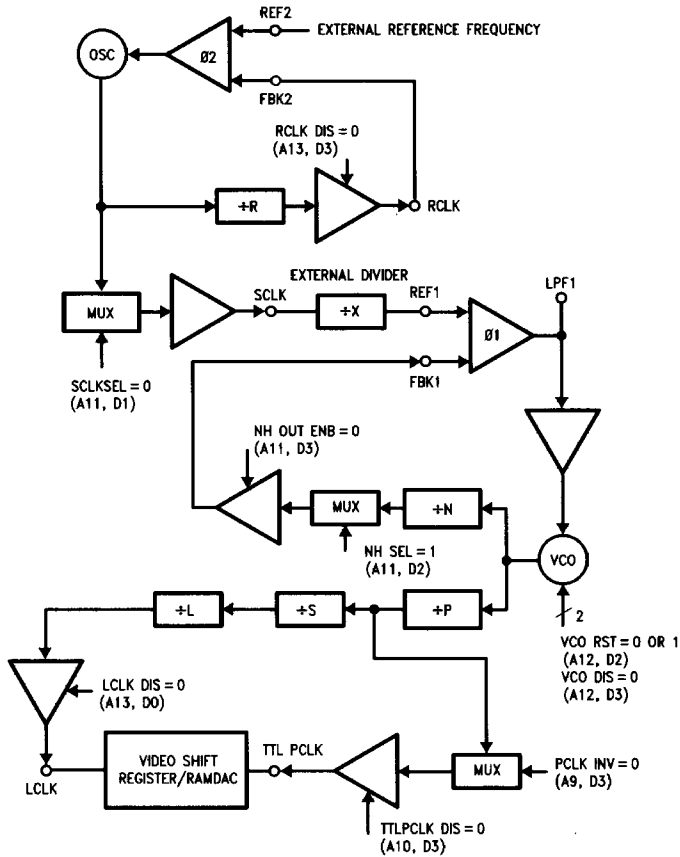 REF2
EXTERNAL REFERENCE FREQUENCY
OSC
Ø2
FBK2
RCLK DIS = 0
(A13, D3)
÷R
RCLK
EXTERNAL DIVIDER
LPF1
SCLK
REF1
MUX
÷X
Ø1
FBK1
SCLKSEL = 0
(A11, D1)
NH OUT ENB = 0
(A11, D3)
MUX
÷N
NH SEL = 1
(A11, D2)
VCO
÷L
÷S
÷P
2
VCO RST = 0 OR 1
(A12, D2)
VCO DIS = 0
(A12, D3)
LCLK DIS = 0
(A13, D0)
VIDEO SHIFT
REGISTER/RAMDAC
TTL PCLK
MUX
PCLK INV = 0
(A9, D3)
LCLK
TTLPCLK DIS = 0
(A10, D3)